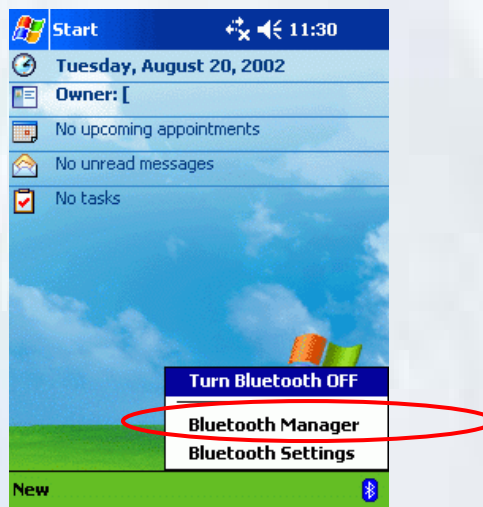 Start 11:30
Tuesday, August 20, 2002
Owner: [
No upcoming appointments
No unread messages
No tasks
Turn Bluetooth OFF
Bluetooth Manager
Bluetooth Settings
New